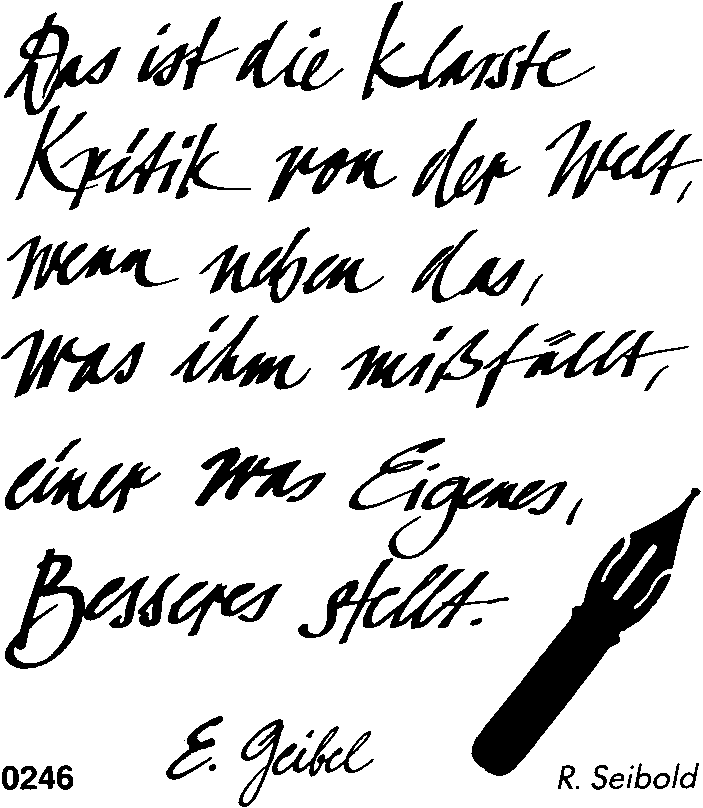 Das ist die klarste
Kritik von der Welt,
wenn neben das,
was ihm mißfällt,
einer was Eigenes,
Besseres stellt.
E. Geibel
0246
R. Seibold